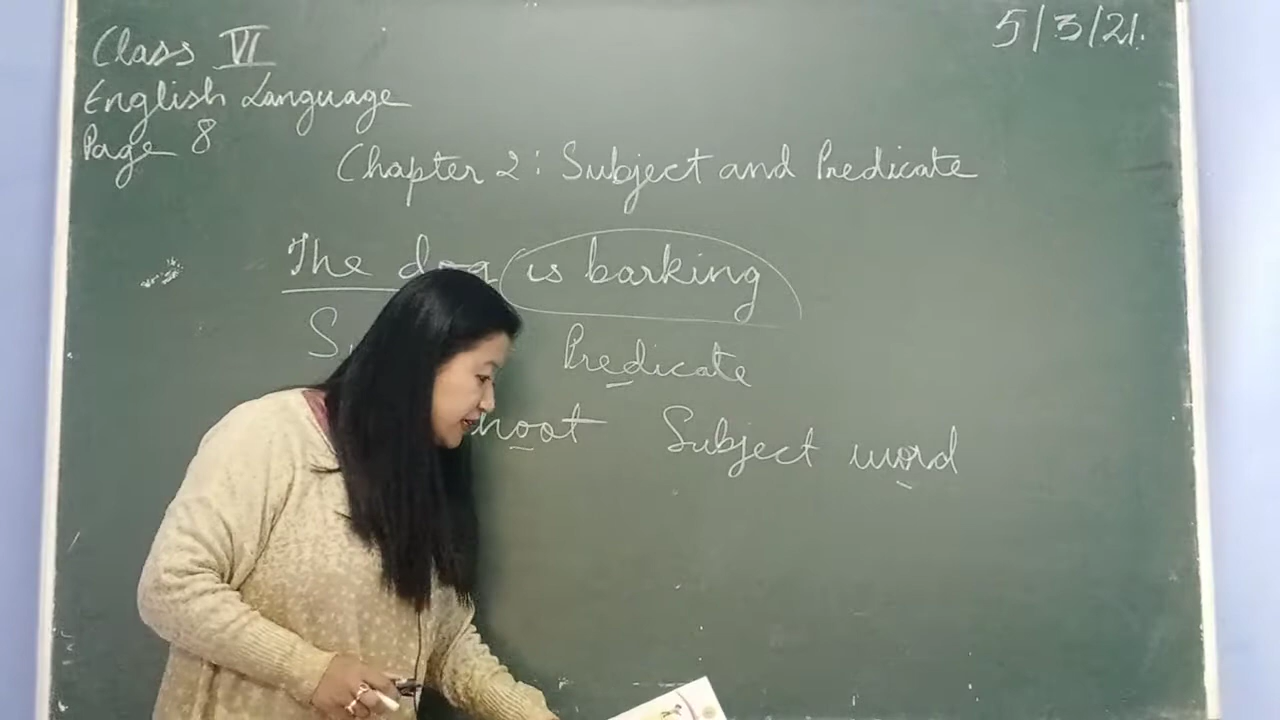 Class VI
English Language
Page 8
5/3/21.
Chapter 2: Subject and Predicate
The dog is barking
Predicate
Subject word